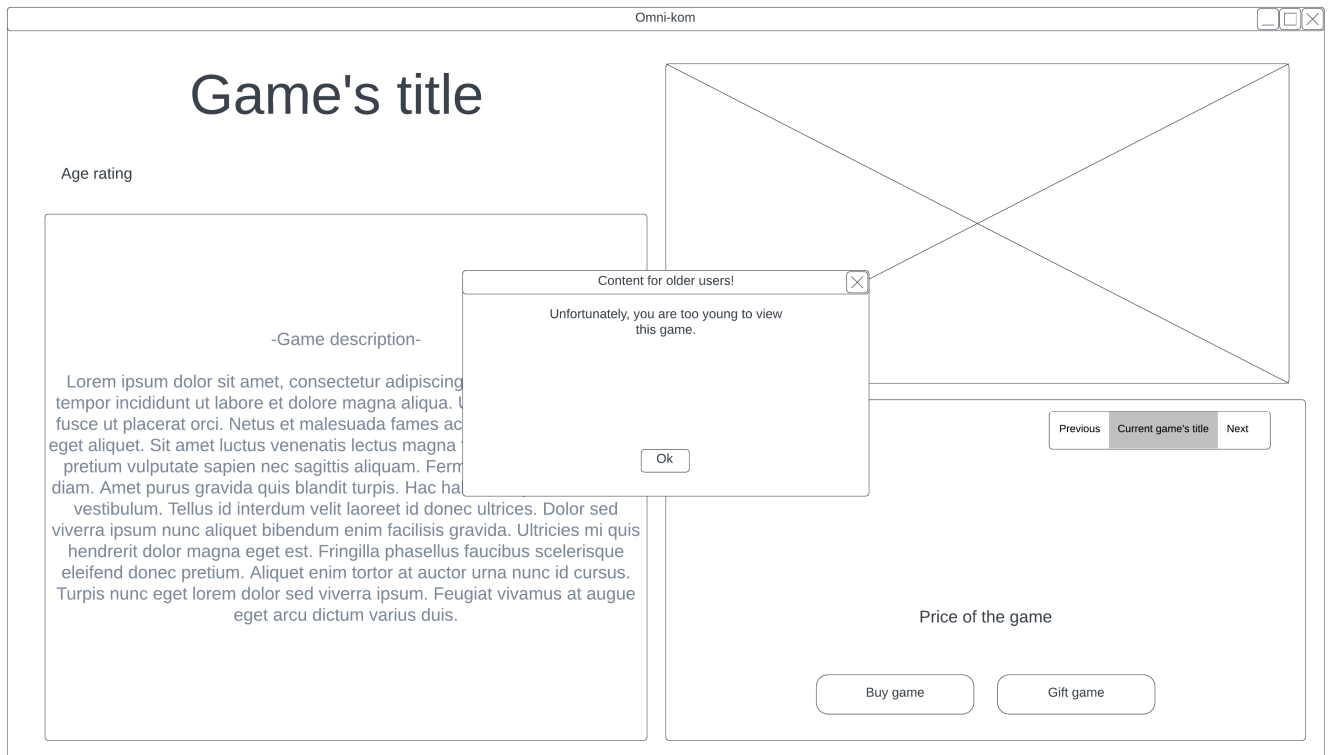 Omni-kom
Game's title
Age rating
-Game description-
Lorem ipsum dolor sit amet, consectetur adipiscing
tempor incididunt ut labore et dolore magna aliqua.
fusce ut placerat orci. Netus et malesuada fames ac
eget aliquet. Sit amet luctus venenatis lectus magna
pretium vulputate sapien nec sagittis aliquam.
diam. Amet purus gravida quis blandit turpis. Hac
vestibulum. Tellus id interdum velit laoreet id donec ultrices. Dolor sed
viverra ipsum nunc aliquet bibendum enim facilisis gravida. Ultricies mi quis
hendrerit dolor magna eget est. Fringilla phasellus faucibus scelerisque
eleifend donec pretium. Aliquet enim tortor at auctor urna nunc id cursus.
Turpis nunc eget lorem dolor sed viverra ipsum. Feugiat vivamus at augue
eget arcu dictum varius duis.
Content for older users!
Unfortunately, you are too young to view
this game.
Ok
Previous Current game's title Next
Price of the game
Buy game Gift game